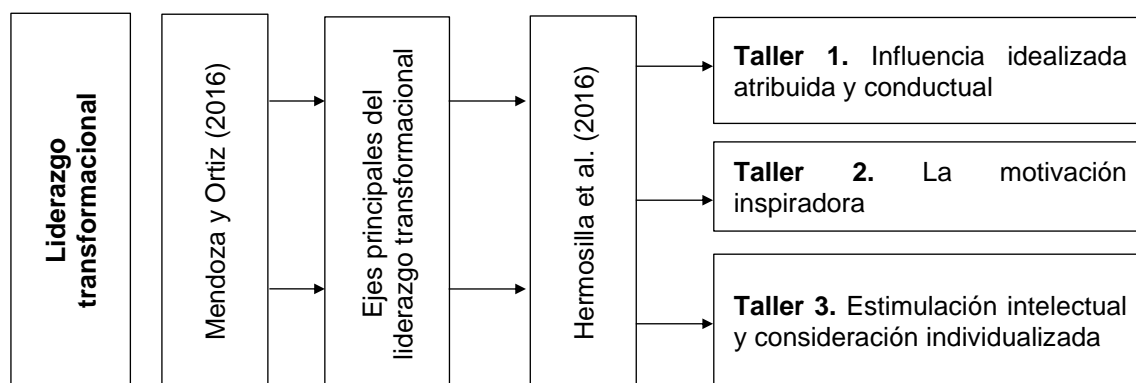 Liderazgo
transformacional
Mendoza y Ortiz (2016)
Ejes principales del
liderazgo transformacional
Hermosilla et al. (2016)
Taller 1. Influencia idealizada
atribuida y conductual
Taller 2. La motivación
inspiradora
Taller 3. Estimulación intelectual
y consideración individualizada